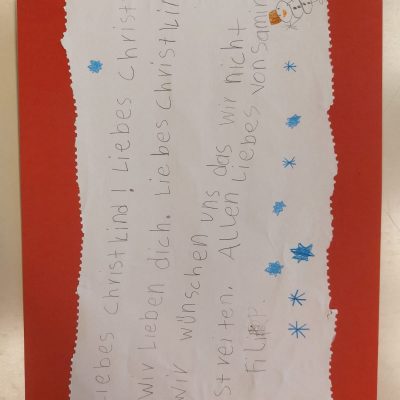 iebes Christkind! Liebes Christ
Wir Lieben dich. Liebes Christkin
Wir wünschen uns das wir nicht
streiten. Allen Liebes von Samir
FiLiPP.